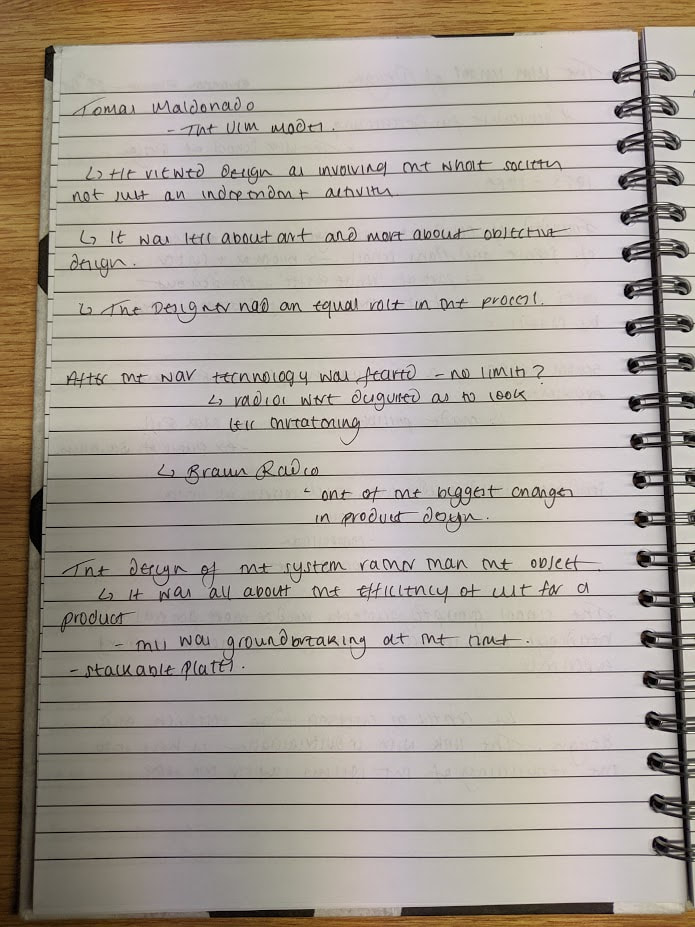 Tomas Maldonado
- The Ulm Model.
↳ He viewed design as involving the whole society
not just an independent activity.
↳ It was less about art and more about objective
design.
↳ The Designer had an equal role in the process.
After the war technology was feared - no limits?
↳ radios were disguised as to look
less threatening
↳ Braun Radio
- one of the biggest changes
in product design.
The design of the system rather than the object
↳ It was all about the efficiency of use for a
product
- this was groundbreaking at the time.
- stackable plates.